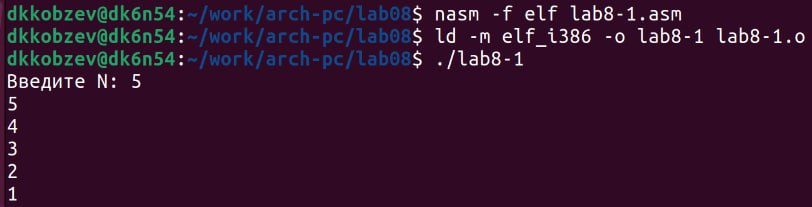 dkkobzev@dk6n54:~/work/arch-pc/lab08$ nasm -f elf lab8-1.asm
dkkobzev@dk6n54:~/work/arch-pc/lab08$ ld -m elf_i386 -o lab8-1 lab8-1.o
dkkobzev@dk6n54:~/work/arch-pc/lab08$ ./lab8-1
Введите N: 5
5
4
3
2
1